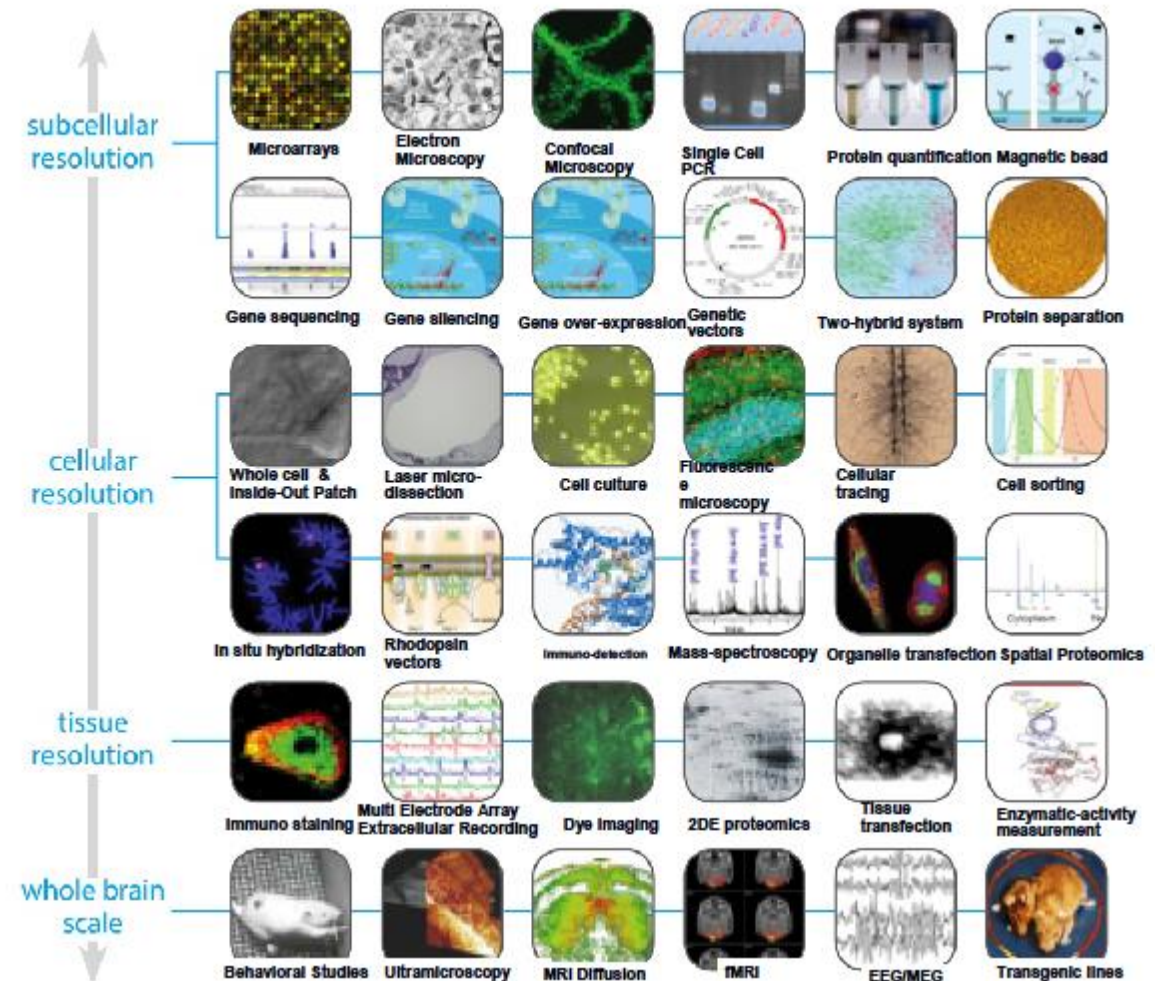 subcellular
resolution
Microarrays
Electron
Microscopy
Confocal
Microscopy
Single Cell
PCR
Protein quantification
Magnetic bead
Gene sequencing
Gene silencing
Gene over-expression
Genetic
vectors
Two-hybrid system
Protein separation
cellular
resolution
Whole cell &
Inside-Out Patch
Laser micro-
dissection
Cell culture
Fluorescenc
e
microscopy
Cellular
tracing
Cell sorting
In situ hybridization
Rhodopsin
vectors
Immuno-detection
Mass-spectroscopy
Organelle transfection
Cytoplasm
Spatial Proteomics
tissue
resolution
Immuno staining
Multi Electrode Array
Extracellular Recording
Dye imaging
2DE proteomics
Tissue
transfection
Enzymatic-activity
measurement
whole brain
scale
Behavioral Studies
Ultramicroscopy
MRI Diffusion
fMRI
EEG/MEG
Transgenic lines